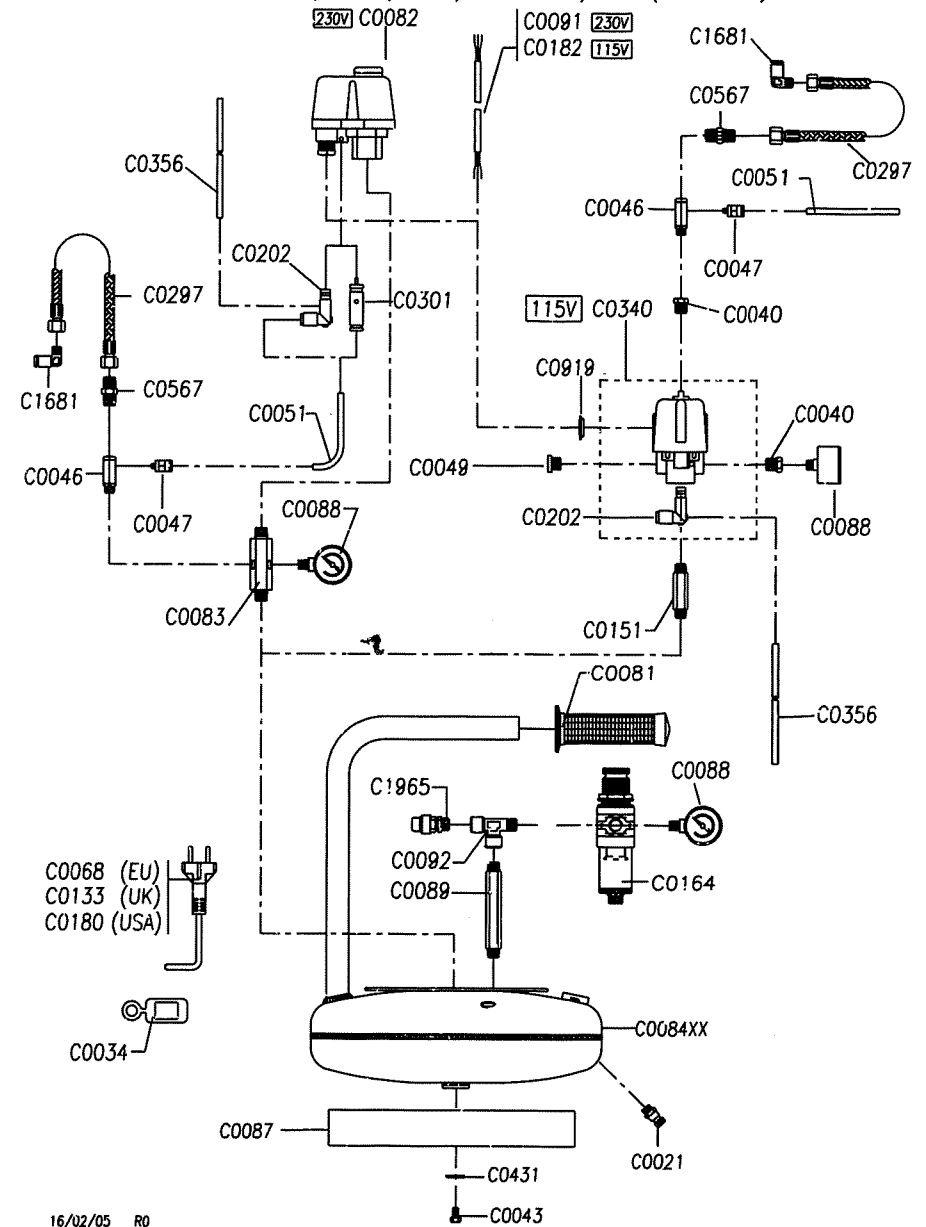 230V C0082
C0091 230V
C0182 115V
C1681
C0567
C0297
C0356
C0051
C0046
C0047
C0202
C0301
C0297
115V C0340
C0040
C0919
C1681
C0567
C0051
C0040
C0046
C0049
C0047
C0088
C0202
C0088
C0083
C0151
C0081
C0356
C1965
C0088
C0092
C0068 (EU)
C0133 (UK)
C0180 (USA)
C0089
C0164
C0034
C0084XX
C0087
C0021
C0431
C0043
16/02/05 R0